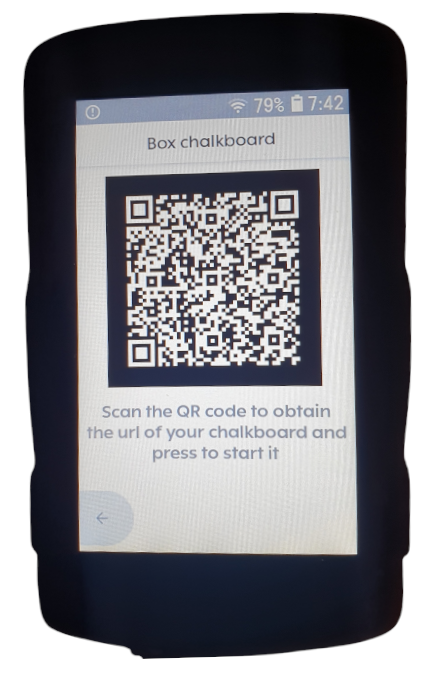 79% 7:42
Box chalkboard
Scan the QR code to obtain
the url of your chalkboard and
press to start it